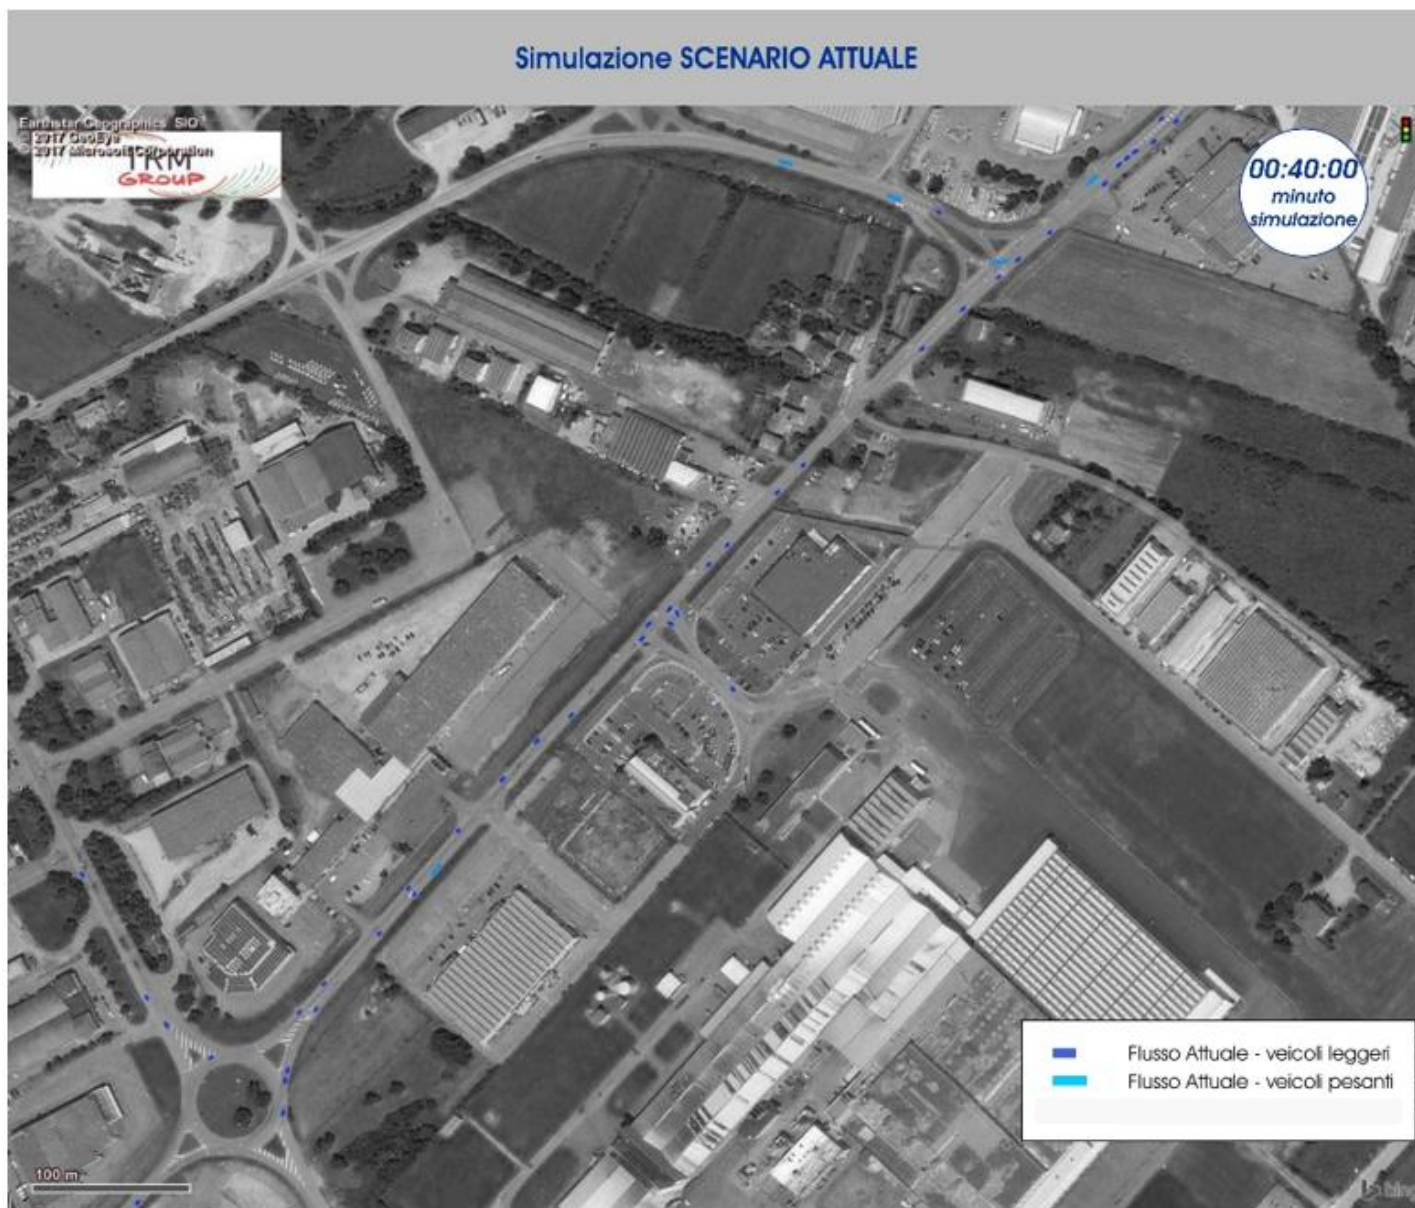 Simulazione SCENARIO ATTUALE
Earthstar Geographics SIO
© 2017 GeoEye
© 2017 Microsoft Corporation
TRM
GROUP
00:40:00
minuto
simulazione
Flusso Attuale - veicoli leggeri
Flusso Attuale - veicoli pesanti
100 m
bing